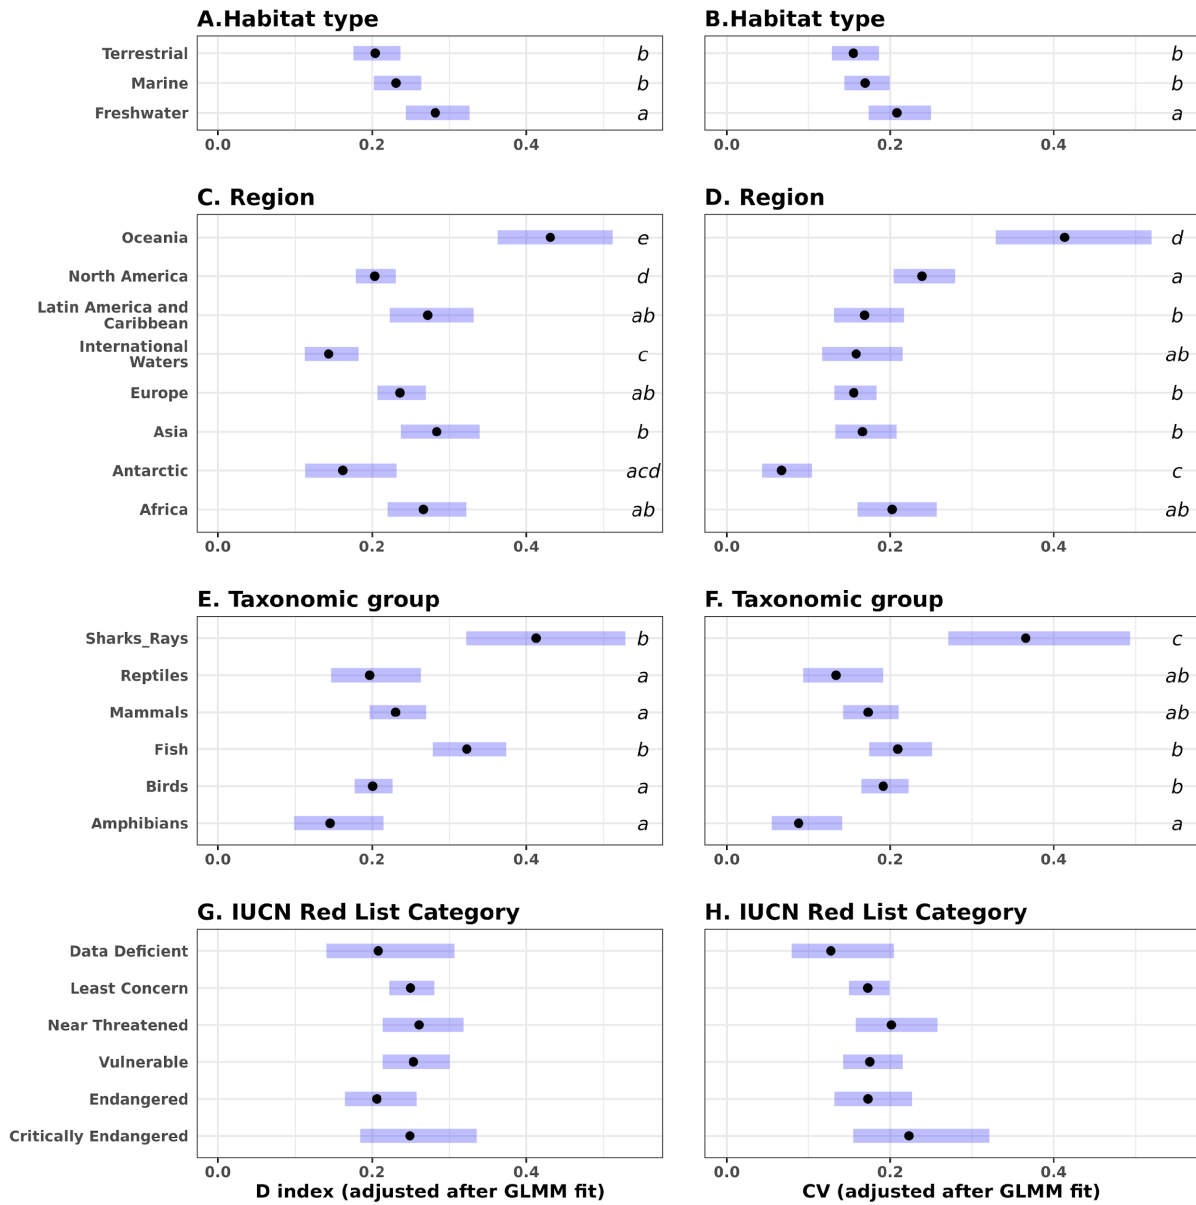 A.Habitat type
Terrestrial
Marine
Freshwater
b
b
a
0.0 0.2 0.4
B.Habitat type
b
b
a
0.0 0.2 0.4
C. Region
Oceania
North America
Latin America and
Caribbean
International
Waters
Europe
Asia
Antarctic
Africa
e
d
ab
c
ab
b
acd
ab
0.0 0.2 0.4
D. Region
d
a
b
ab
b
b
c
ab
0.0 0.2 0.4
E. Taxonomic group
Sharks_Rays
Reptiles
Mammals
Fish
Birds
Amphibians
b
a
a
b
a
a
0.0 0.2 0.4
F. Taxonomic group
c
ab
ab
b
b
a
0.0 0.2 0.4
G. IUCN Red List Category
Data Deficient
Least Concern
Near Threatened
Vulnerable
Endangered
Critically Endangered
0.0 0.2 0.4
D index (adjusted after GLMM fit)
H. IUCN Red List Category
0.0 0.2 0.4
CV (adjusted after GLMM fit)